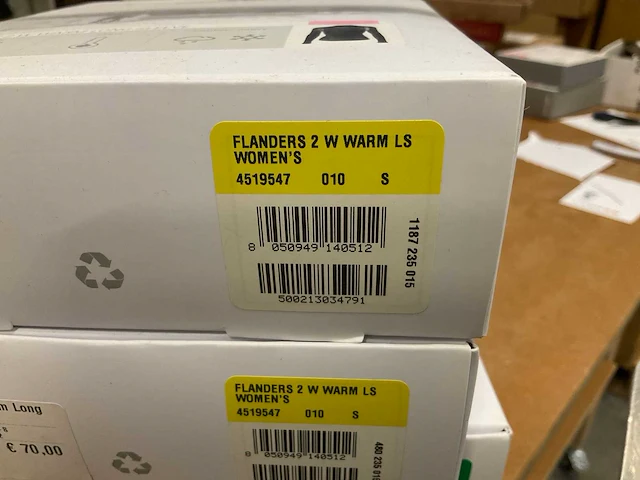 FLANDERS 2 W WARM LS
WOMEN'S
4519547 010 S
8 050949 140512
1187 235 015
500213034791
FLANDERS 2 W WARM LS
WOMEN'S
4519547 010 S
8 050949 140512
m Long
€ 70,00